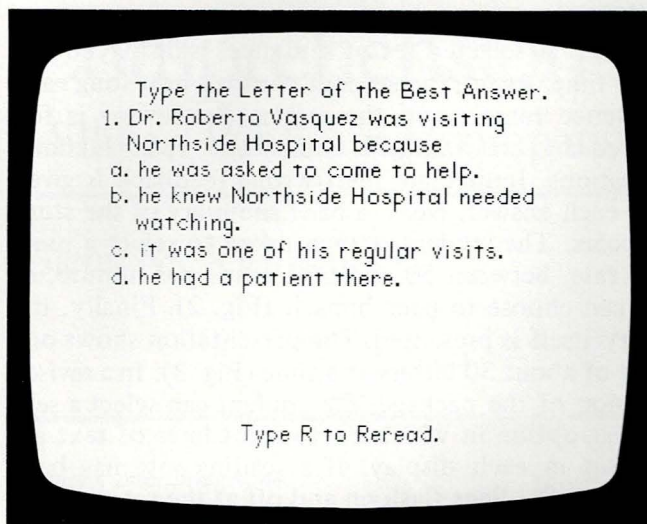 Type the Letter of the Best Answer.
1. Dr. Roberto Vasquez was visiting
Northside Hospital because
a. he was asked to come to help.
b. he knew Northside Hospital needed
watching.
c. it was one of his regular visits.
d. he had a patient there.
Type R to Reread.